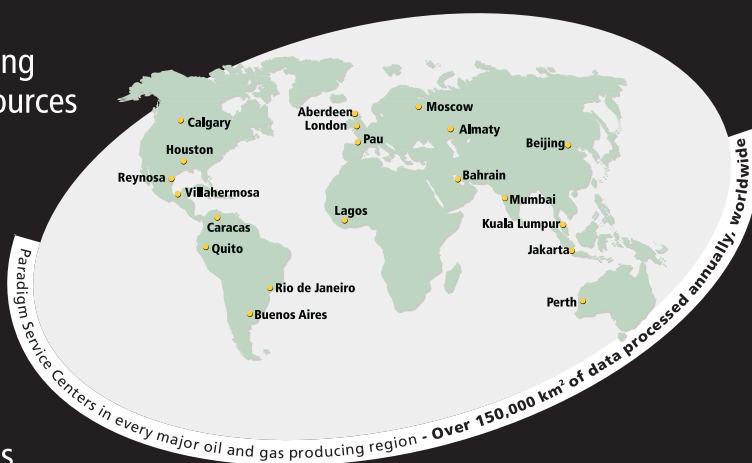 ng
ources
Aberdeen
London
Pau
Moscow
Almaty
Beijing
Calgary
Houston
Reynosa
Villahermosa
Bahrain
Mumbai
Lagos
Kuala Lumpur
Caracas
Quito
Jakarta
Rio de Janeiro
Perth
Buenos Aires
Paradigm Service Centers in every major oil and gas producing region - Over 150,000 km² of data processed annually, worldwide
s